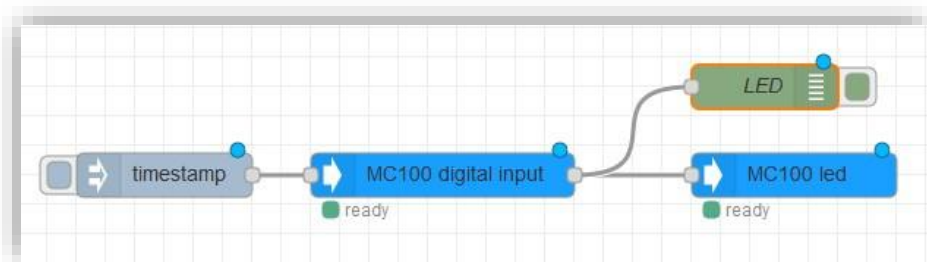 LED
timestamp
MC100 digital input
MC100 led
ready
ready